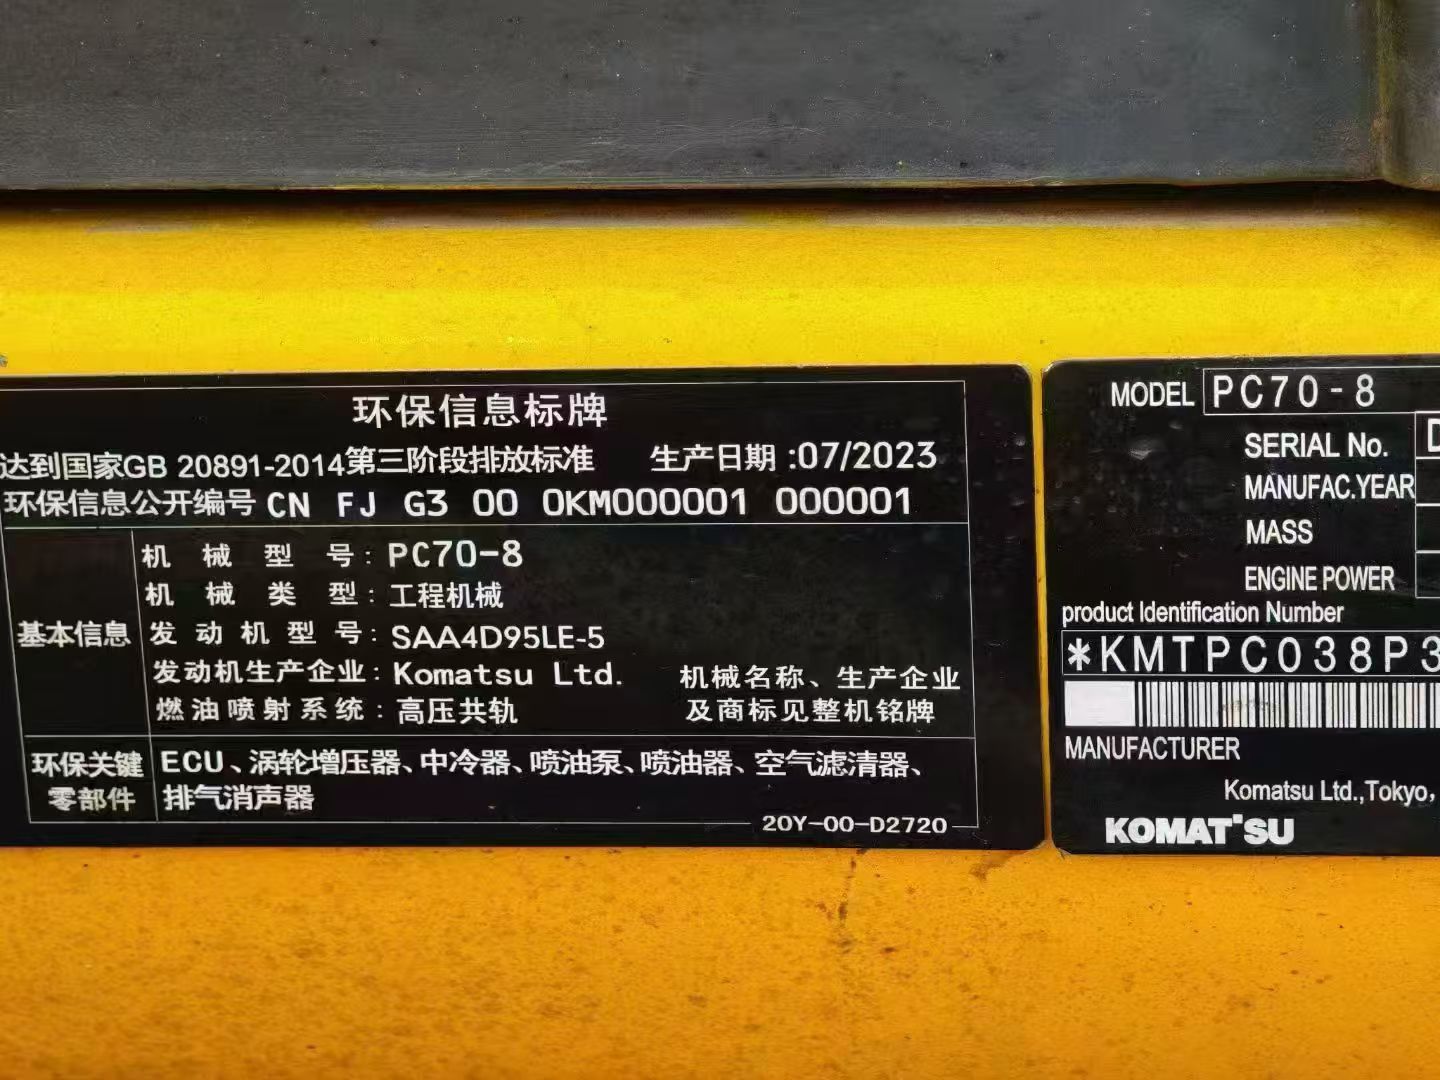 环保信息标牌
达到国家GB 20891-2014第三阶段排放标准 生产日期:07/2023
环保信息公开编号 CN FJ G3 00 0KM000001 000001
基本信息
机械型号: PC70-8
机械类型: 工程机械
发动机型号: SAA4D95LE-5
发动机生产企业: Komatsu Ltd.
燃油喷射系统: 高压共轨
机械名称、生产企业
及商标见整机铭牌
环保关键
零部件
ECU、涡轮增压器、中冷器、喷油泵、喷油器、空气滤清器、
排气消声器
20Y-00-D2720
MODEL PC70-8
SERIAL No. D
MANUFAC.YEAR
MASS
ENGINE POWER
product Identification Number
*KMTPC038P3
MANUFACTURER
Komatsu Ltd.,Tokyo,
KOMATSU